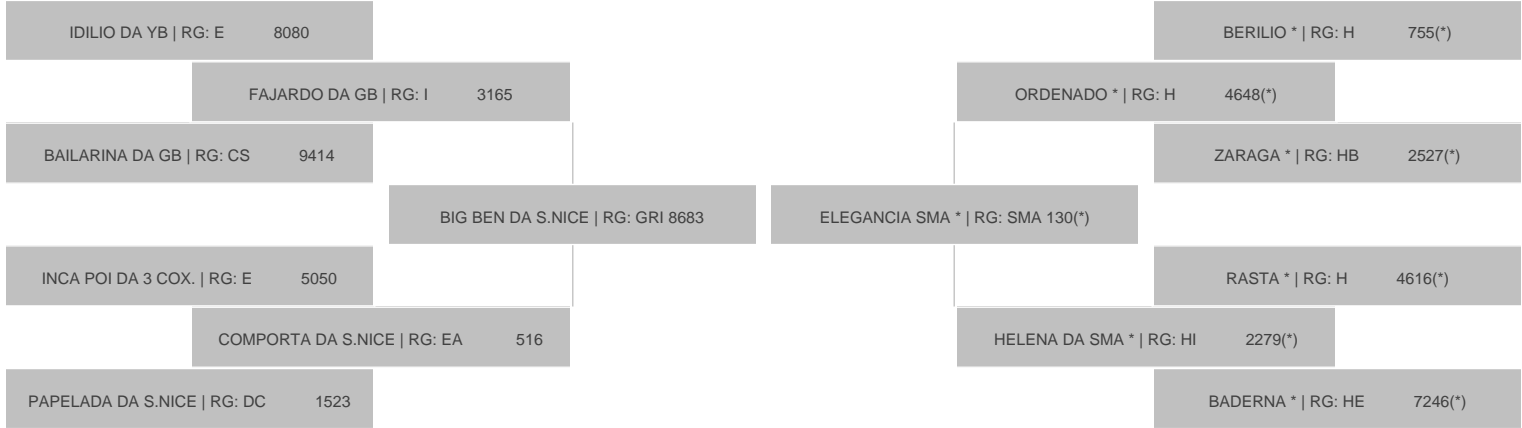 IDILIO DA YB | RG: E 8080
BERILIO * | RG: H 755(*)
FAJARDO DA GB | RG: I 3165
ORDENADO * | RG: H 4648(*)
BAILARINA DA GB | RG: CS 9414
ZARAGA * | RG: HB 2527(*)
BIG BEN DA S.NICE | RG: GRI 8683
ELEGANCIA SMA * | RG: SMA 130(*)
INCA POI DA 3 COX. | RG: E 5050
RASTA * | RG: H 4616(*)
COMPORTA DA S.NICE | RG: EA 516
HELENA DA SMA * | RG: HI 2279(*)
PAPELADA DA S.NICE | RG: DC 1523
BADERNA * | RG: HE 7246(*)